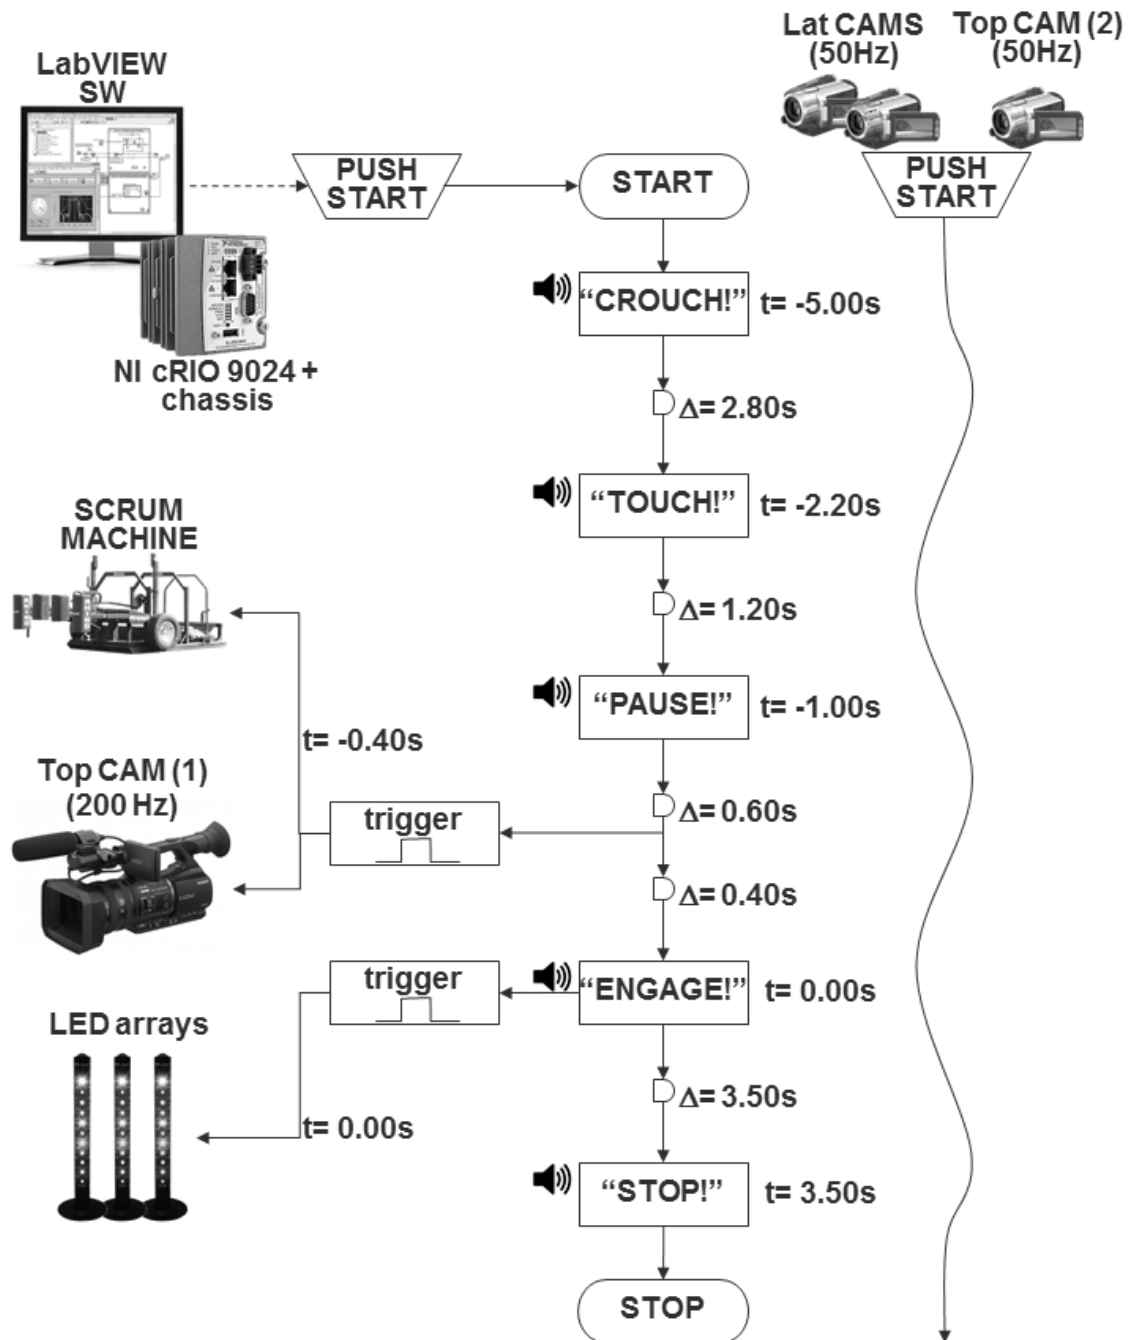 Lat CAMS
(50Hz)
Top CAM (2)
(50Hz)
LabVIEW
SW
PUSH
START
START
PUSH
START
“CROUCH!”
t= -5.00s
NI cRIO 9024 +
chassis
Δ= 2.80s
“TOUCH!”
t= -2.20s
SCRUM
MACHINE
Δ= 1.20s
“PAUSE!”
t= -1.00s
t= -0.40s
Top CAM (1)
(200 Hz)
trigger
Δ= 0.60s
Δ= 0.40s
trigger
“ENGAGE!”
t= 0.00s
LED arrays
Δ= 3.50s
t= 0.00s
“STOP!”
t= 3.50s
STOP